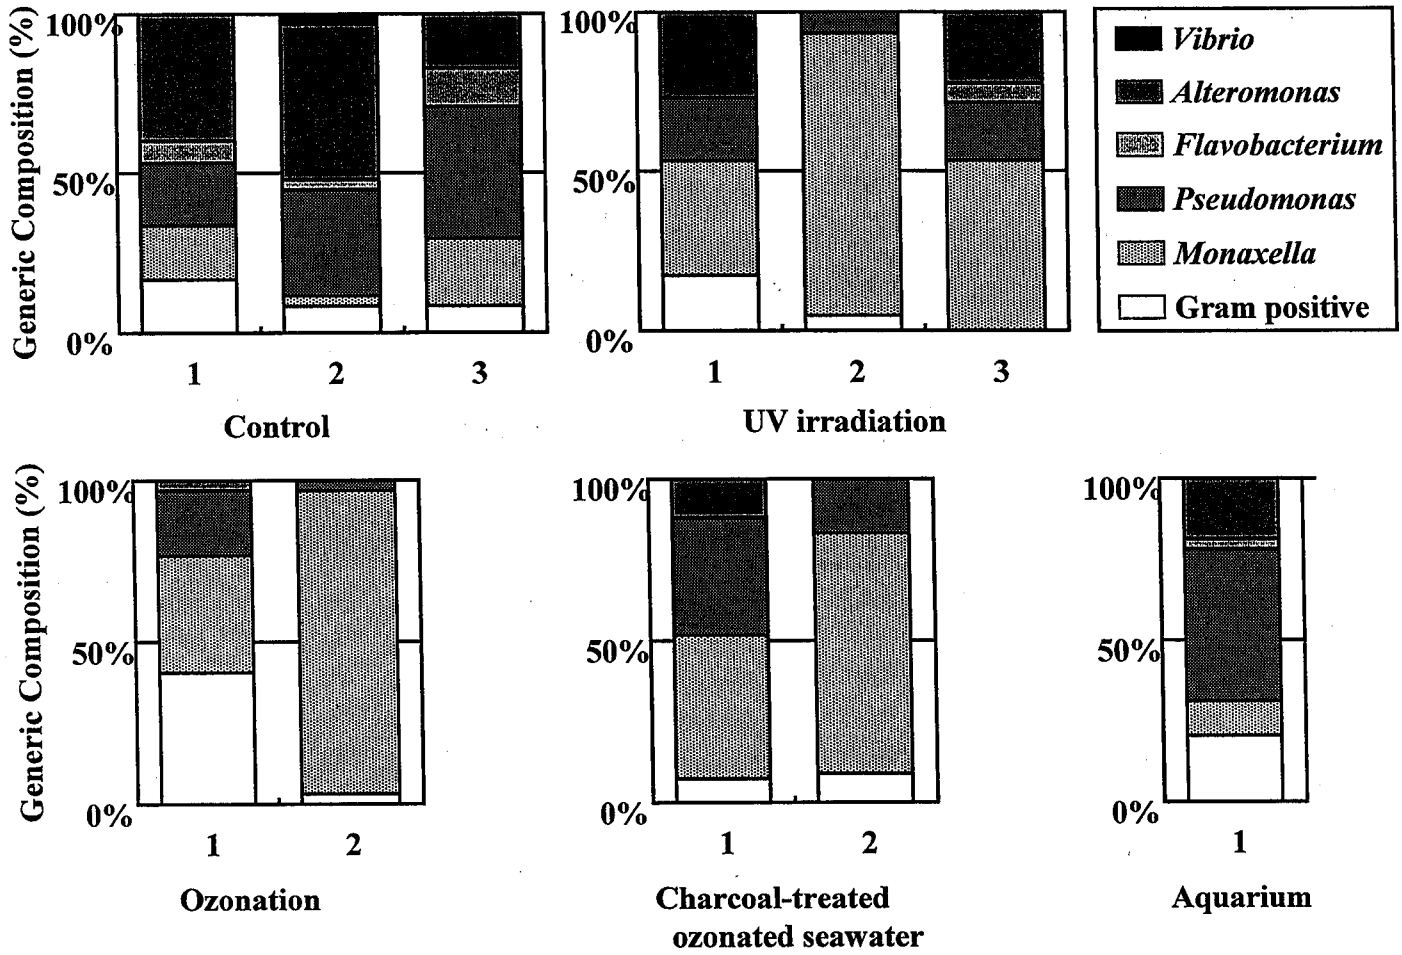 Generic Composition (%)
100%
50%
0%
1 2 3
Control
100%
50%
0%
1 2 3
UV irradiation
Vibrio
Alteromonas
Flavobacterium
Pseudomonas
Monaxella
Gram positive
Generic Composition (%)
100%
50%
0%
1 2
Ozonation
100%
50%
0%
1 2
Charcoal-treated
ozonated seawater
100%
50%
0%
1
Aquarium